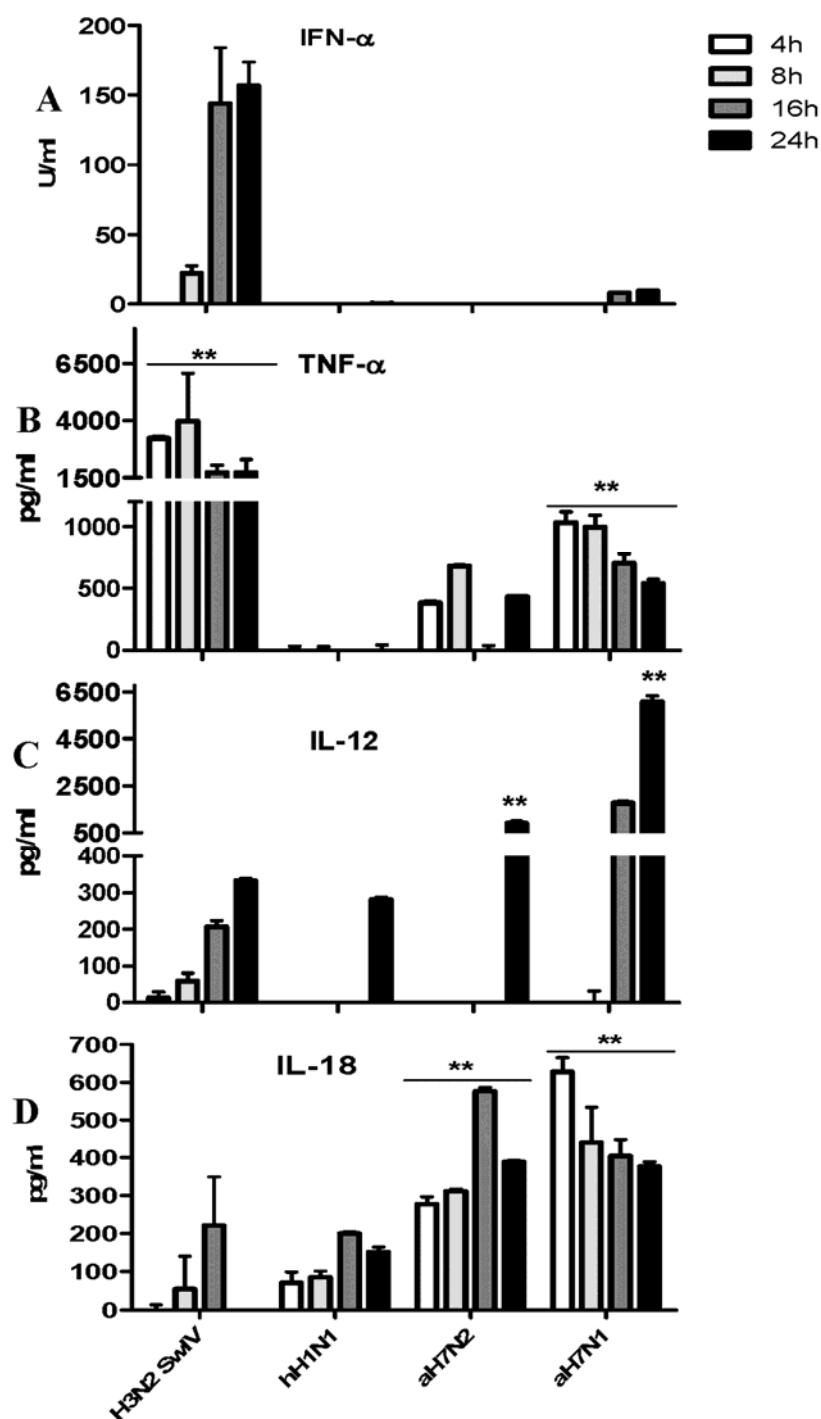 IFN-α
A
U/ml
200
150
100
50
0
4h
8h
16h
24h
TNF-α
B
pg/ml
**
**
6500
4000
1500
1000
500
0
IL-12
C
pg/ml
**
**
6500
4500
2500
500
400
300
200
100
0
IL-18
D
pg/ml
**
**
700
600
500
400
300
200
100
0
H3N2 SwIV
hH1N1
aH7N2
aH7N1